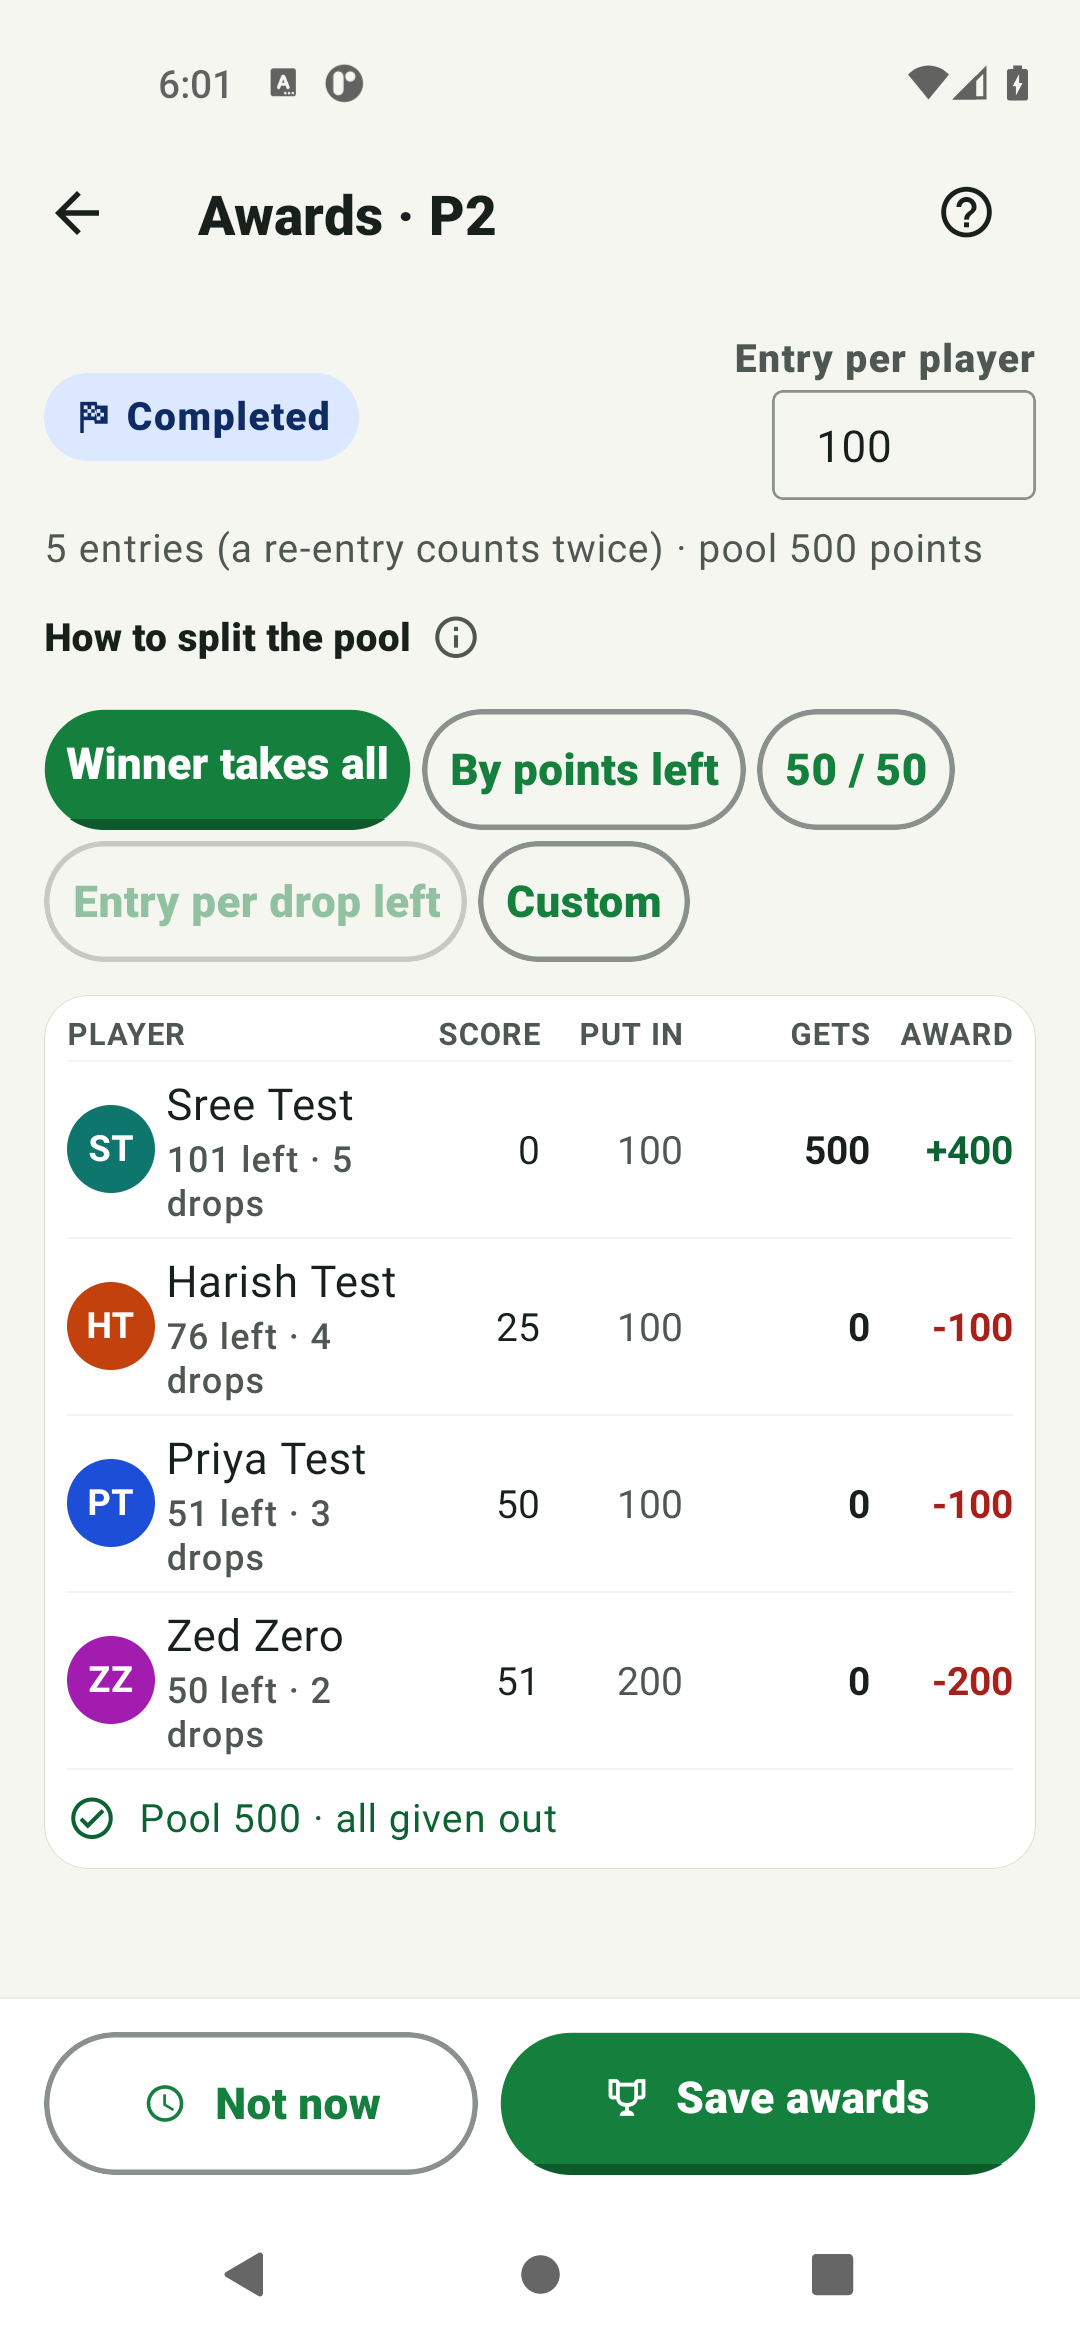 6:01
Awards · P2
Entry per player
Completed
100
5 entries (a re-entry counts twice) · pool 500 points
How to split the pool
Winner takes all
By points left
50 / 50
Entry per drop left
Custom
PLAYER SCORE PUT IN GETS AWARD
ST Sree Test 0 100 500 +400
101 left · 5
drops
HT Harish Test 25 100 0 -100
76 left · 4
drops
PT Priya Test 50 100 0 -100
51 left · 3
drops
ZZ Zed Zero 51 200 0 -200
50 left · 2
drops
Pool 500 · all given out
Not now
Save awards